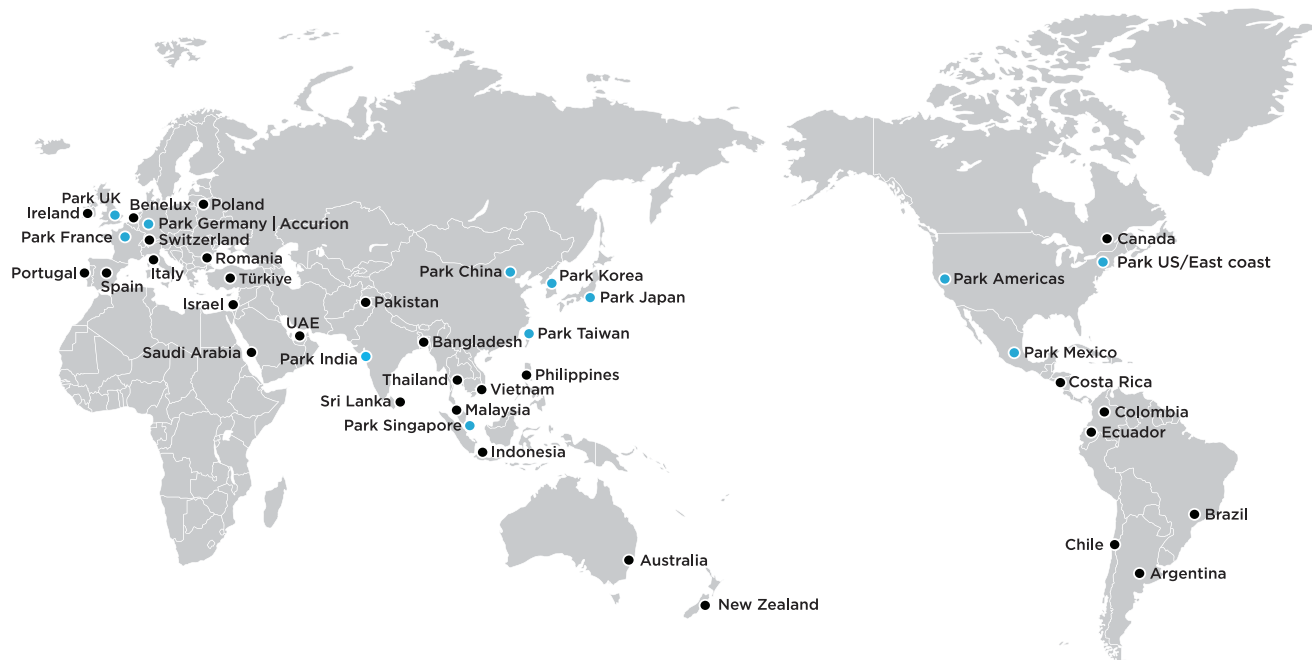 Park UK
Ireland
Benelux
Poland
Park Germany | Accurion
Park France
Switzerland
Portugal
Spain
Italy
Romania
Türkiye
Israel
UAE
Saudi Arabia
Pakistan
Park India
Bangladesh
Park China
Park Korea
Park Japan
Park Taiwan
Thailand
Vietnam
Philippines
Sri Lanka
Malaysia
Park Singapore
Indonesia
Australia
New Zealand
Canada
Park US/East coast
Park Americas
Park Mexico
Costa Rica
Colombia
Ecuador
Brazil
Chile
Argentina